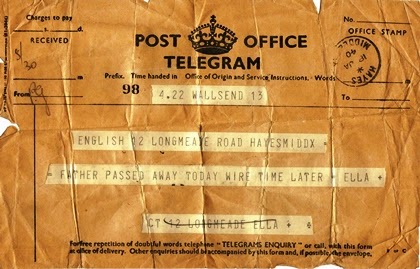 Charges to pay
s. d.
RECEIVED
POST OFFICE
TELEGRAM
OFFICE STAMP
HAYES MIDDX
Prefix. Time handed in. Office of Origin and Service Instructions. Words
98
4.22 WALLSEND 13
From
ENGLISH 12 LONGMEADE ROAD HAYESMIDDX =
= FATHER PASSED AWAY TODAY WIRE TIME LATER = ELLA +
CT 12 LONGMEADE ELLA + +
For free repetition of doubtful words telephone "TELEGRAMS ENQUIRY" or call, with this form
at office of delivery. Other enquiries should be accompanied by this form and, if possible, the envelope,